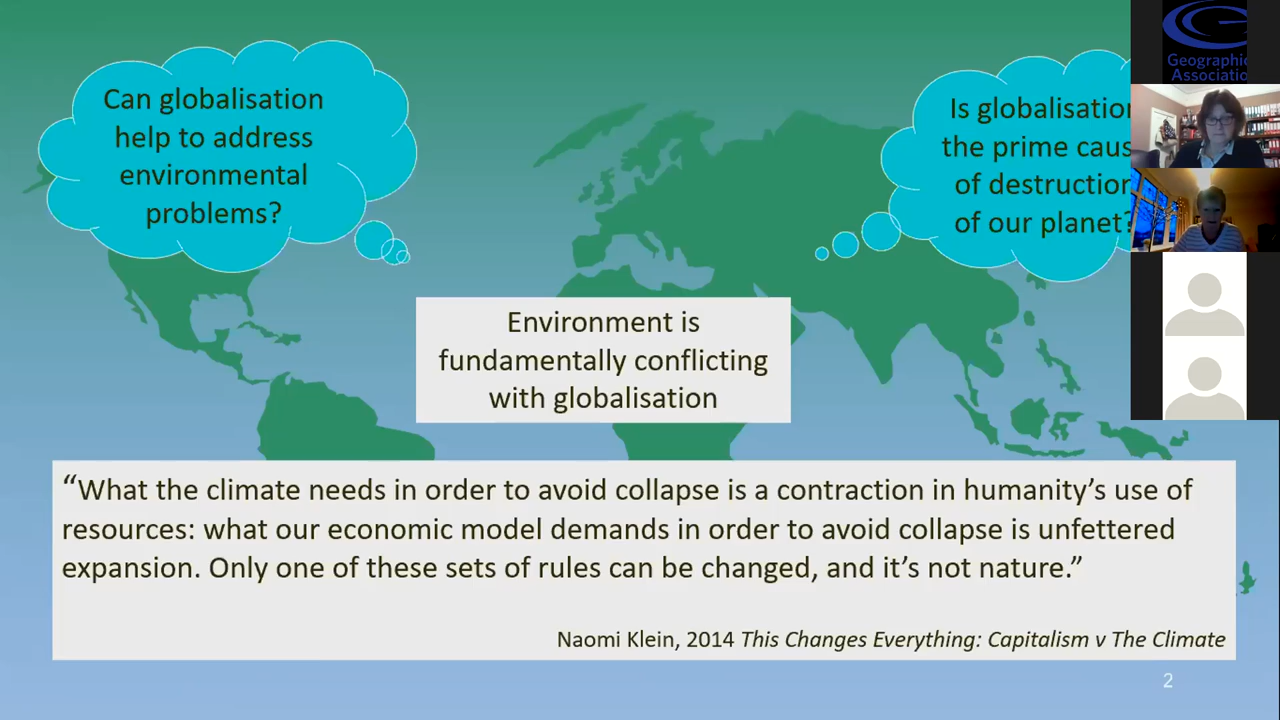 Can globalisation
help to address
environmental
problems?
Is globalisation
the prime caus
of destruction
of our planet?
Geographic
Associatio
Environment is
fundamentally conflicting
with globalisation
“What the climate needs in order to avoid collapse is a contraction in humanity’s use of
resources: what our economic model demands in order to avoid collapse is unfettered
expansion. Only one of these sets of rules can be changed, and it’s not nature.”
Naomi Klein, 2014 This Changes Everything: Capitalism v The Climate
2